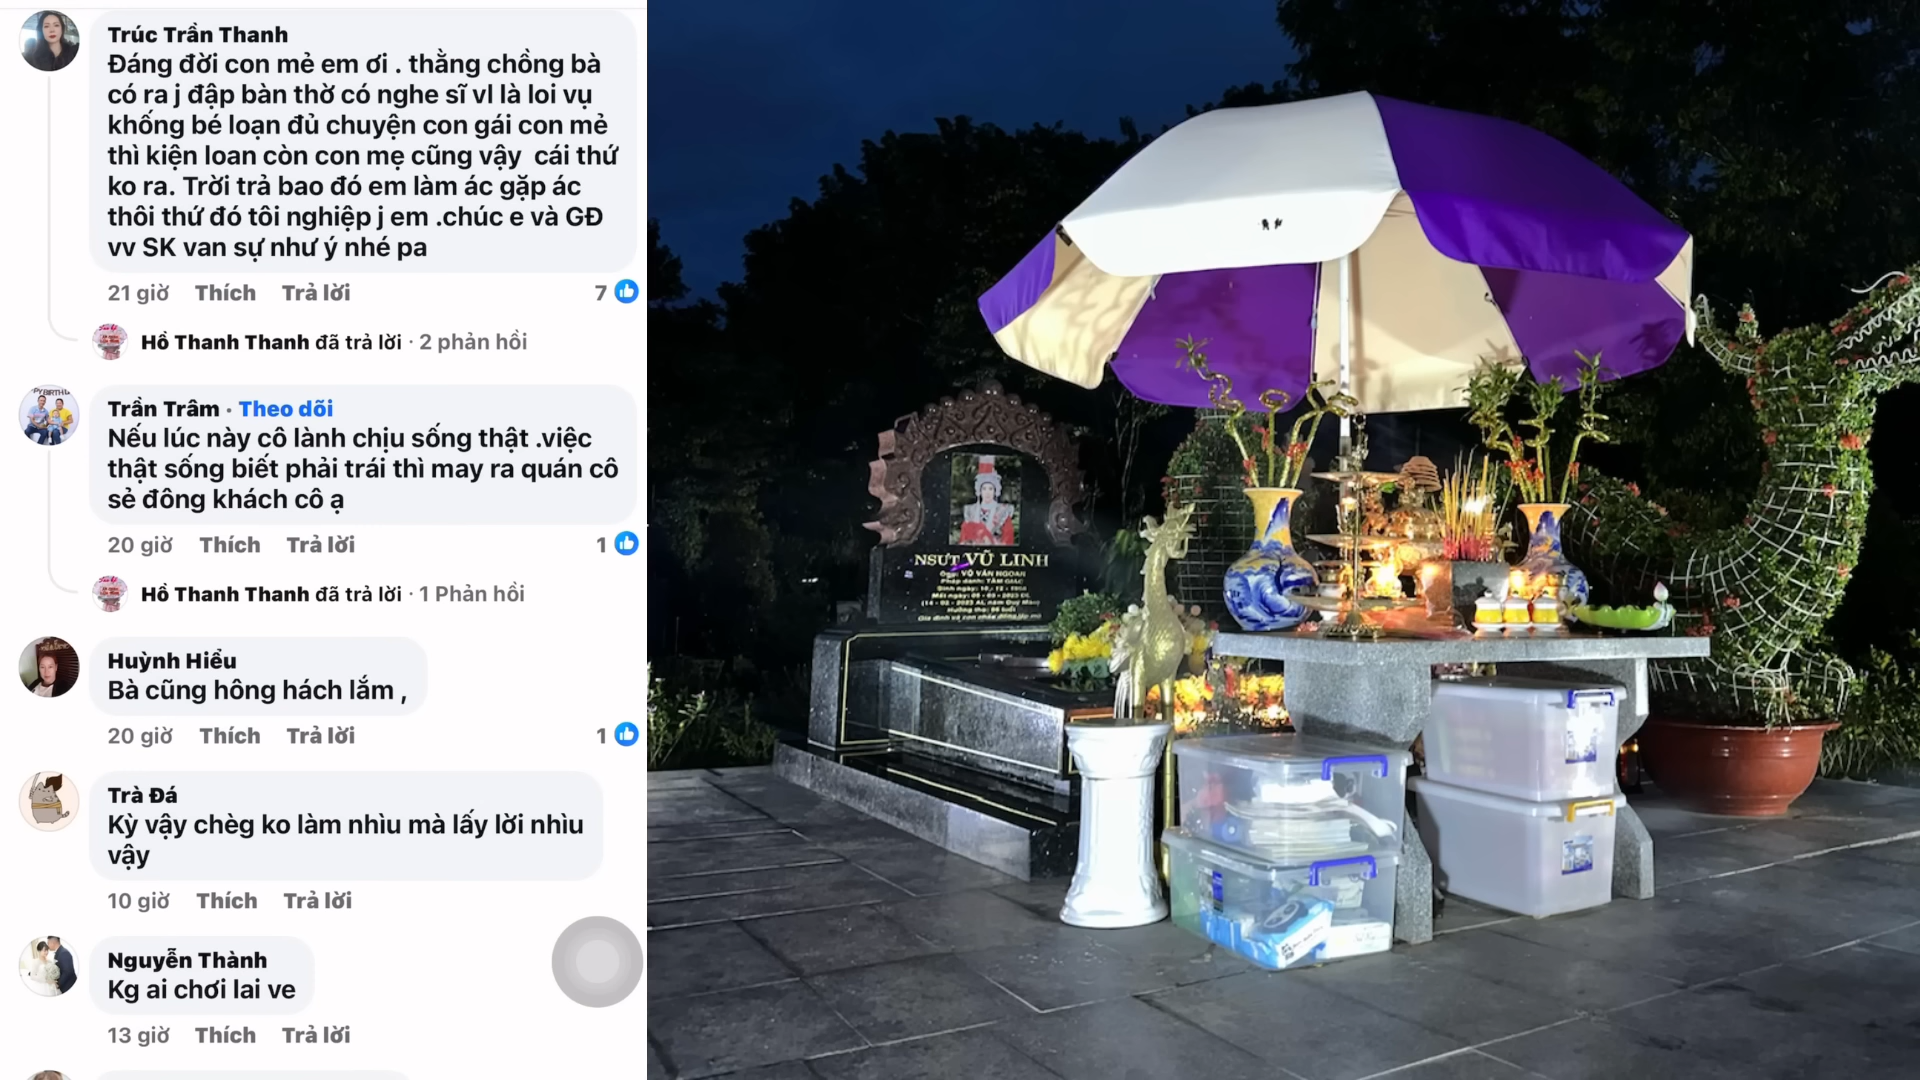 Trúc Trần Thanh
Đáng đời con mẻ em ơi . thằng chồng bà
có ra j đập bàn thờ có nghe sĩ vl là loi vụ
khống bé loạn đủ chuyện con gái con mẻ
thì kiện loan còn con mẹ cũng vậy cái thứ
ko ra. Trời trả bao đó em làm ác gặp ác
thôi thứ đó tôi nghiệp j em .chúc e và GĐ
vv SK van sự như ý nhé pa
21 giờ Thích Trả lời 7
Hồ Thanh Thanh đã trả lời · 2 phản hồi
PY BIRTH
Trần Trâm · Theo dõi
Nếu lúc này cô lành chịu sống thật .việc
thật sống biết phải trái thì may ra quán cô
sẻ đông khách cô ạ
20 giờ Thích Trả lời 1
Hồ Thanh Thanh đã trả lời · 1 Phản hồi
Huỳnh Hiểu
Bà cũng hông hách lắm ,
20 giờ Thích Trả lời 1
Trà Đá
Kỳ vậy chèg ko làm nhìu mà lấy lời nhìu
vậy
10 giờ Thích Trả lời
Nguyễn Thành
Kg ai chơi lai ve
13 giờ Thích Trả lời
NSƯT VŨ LINH
VÕ VĂN NGOAN
Pháp danh: TÂM GIÁC